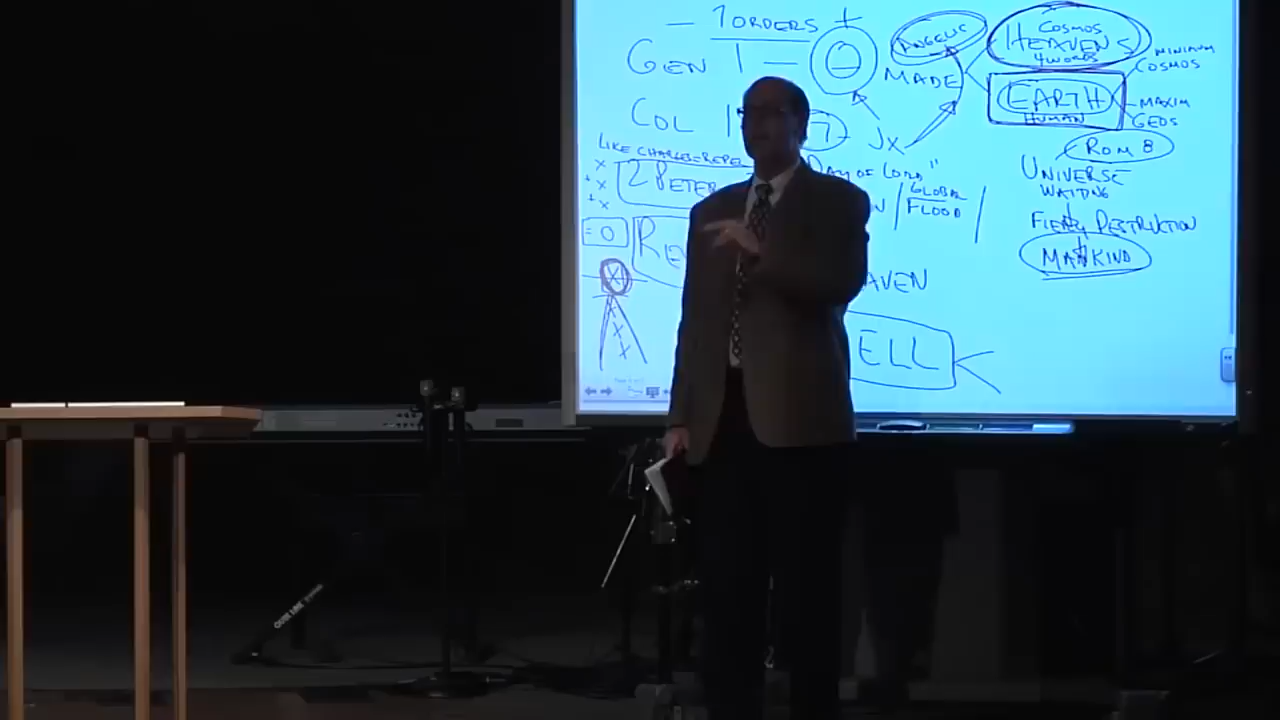 — 7 ORDERS +
GEN 1 — θ
ANGELIC
COSMOS
HEAVENS
4 WORDS
MADE
MINIMUM
COSMOS
EARTH
HUMAN
MAXIM
GEOS
COL 1
JX
ROM 8
LIKE CHARGES REPEL
2 PETER
DAY OF LORD"
GLOBAL
FLOOD
UNIVERSE
WAITING
FIERY DESTRUCTION
MANKIND
= 0
RE
AVEN
ELL